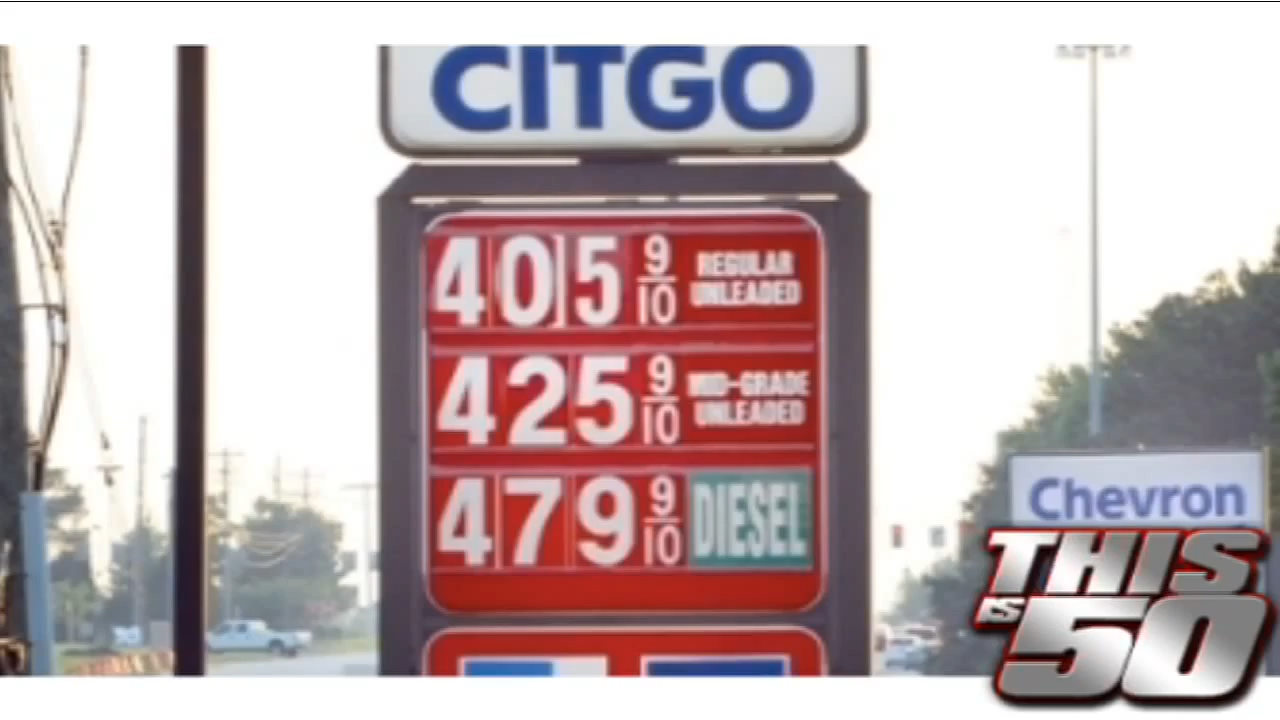 CITGO
405 9/10 REGULAR UNLEADED
425 9/10 MID-GRADE UNLEADED
479 9/10 DIESEL
Chevron
THIS
IS 50